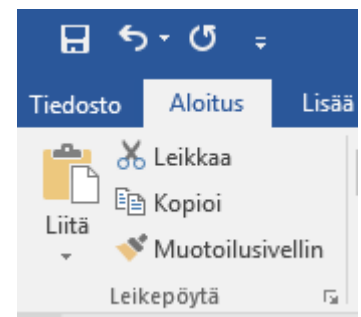 Tiedosto Aloitus Lisää
Leikkaa
Kopioi
Liitä
Muotoilusivellin
Leikepöytä